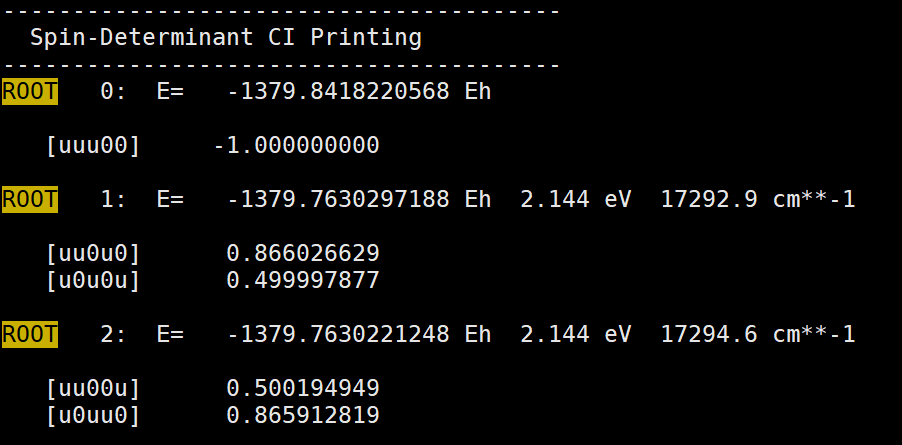 ----------------------------------------
  Spin-Determinant CI Printing
----------------------------------------
ROOT   0:  E=   -1379.8418220568 Eh

   [uuu00]     -1.000000000

ROOT   1:  E=   -1379.7630297188 Eh  2.144 eV  17292.9 cm**-1

   [uu0u0]      0.866026629
   [u0u0u]      0.499997877

ROOT   2:  E=   -1379.7630221248 Eh  2.144 eV  17294.6 cm**-1

   [uu00u]      0.500194949
   [u0uu0]      0.865912819